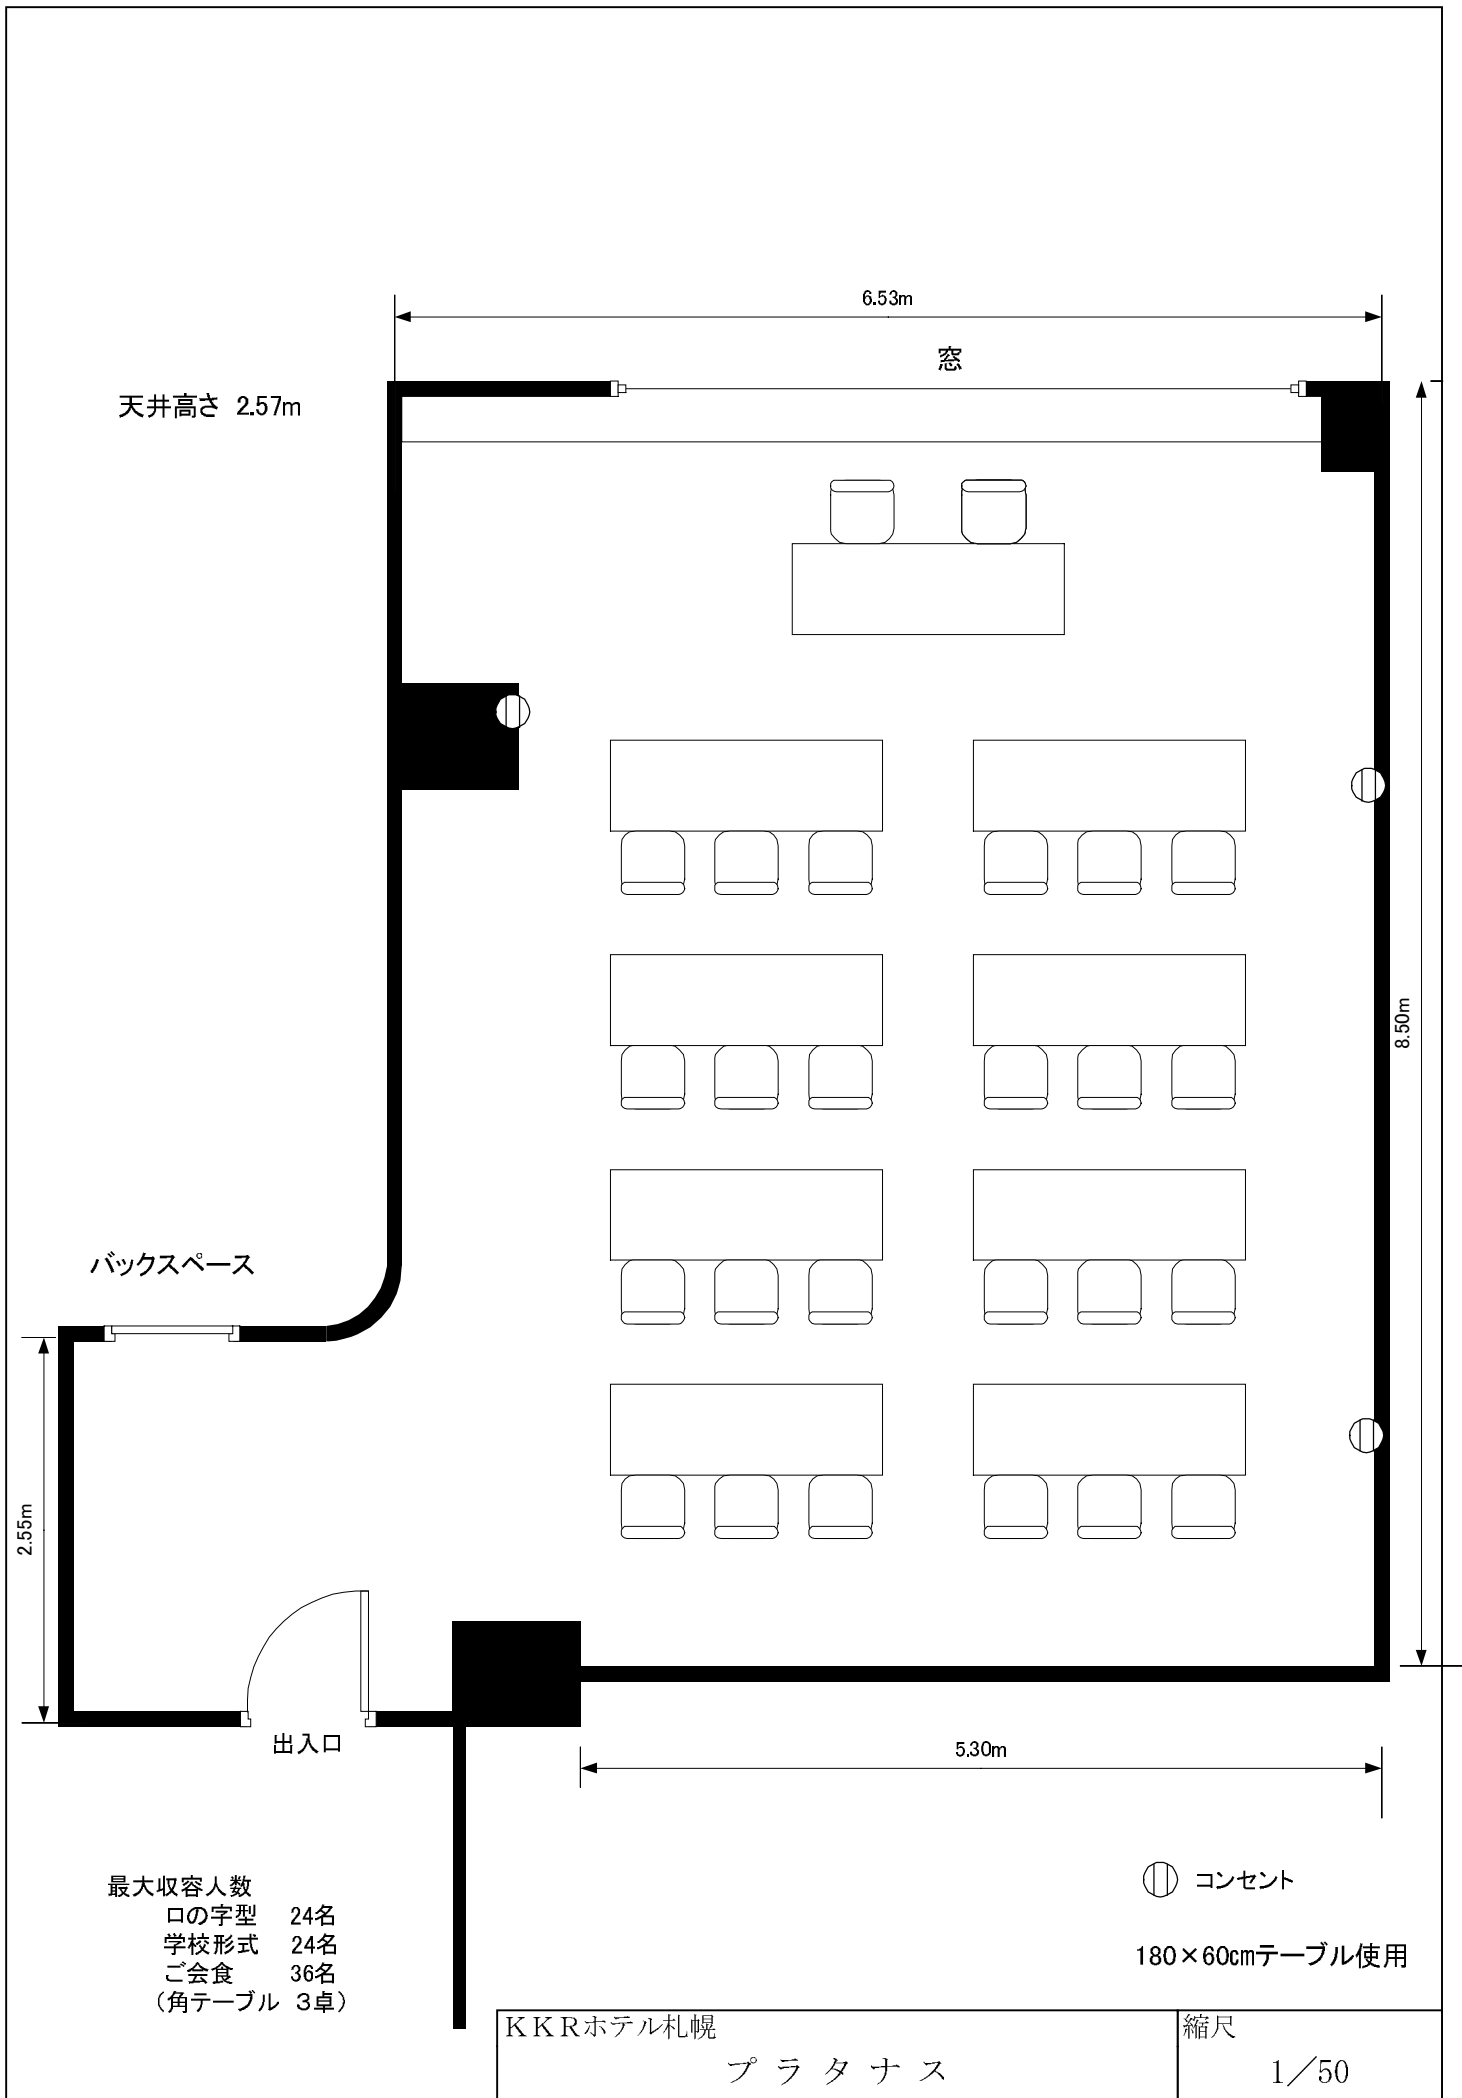 6.53m
窓
天井高さ 2.57m
8.50m
バックスペース
2.55m
出入口
5.30m
最大収容人数
ロの字型 24名
学校形式 24名
ご会食 36名
(角テーブル 3卓)
コンセント
180×60㎝テーブル使用
KKRホテル札幌
プラタナス
縮尺
1/50